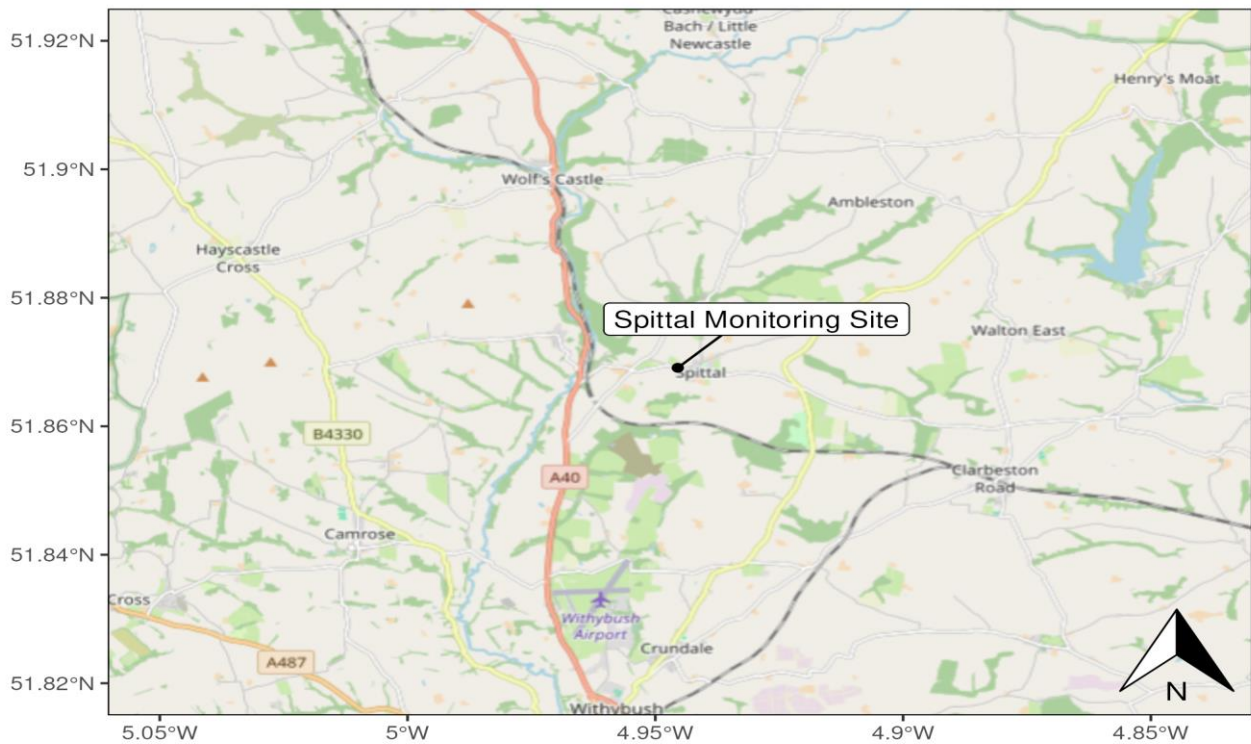 51.92°N
51.9°N
51.88°N
51.86°N
51.84°N
51.82°N
Bach / Little
Newcastle
Henry's Moat
Wolf's Castle
Ambleston
Hayscastle
Cross
Spittal Monitoring Site
Walton East
Spittal
B4330
A40
Clarbeston
Road
Camrose
Cross
Withybush
Airport
Crundale
A487
Withybush
N
5.05°W
5°W
4.95°W
4.9°W
4.85°W